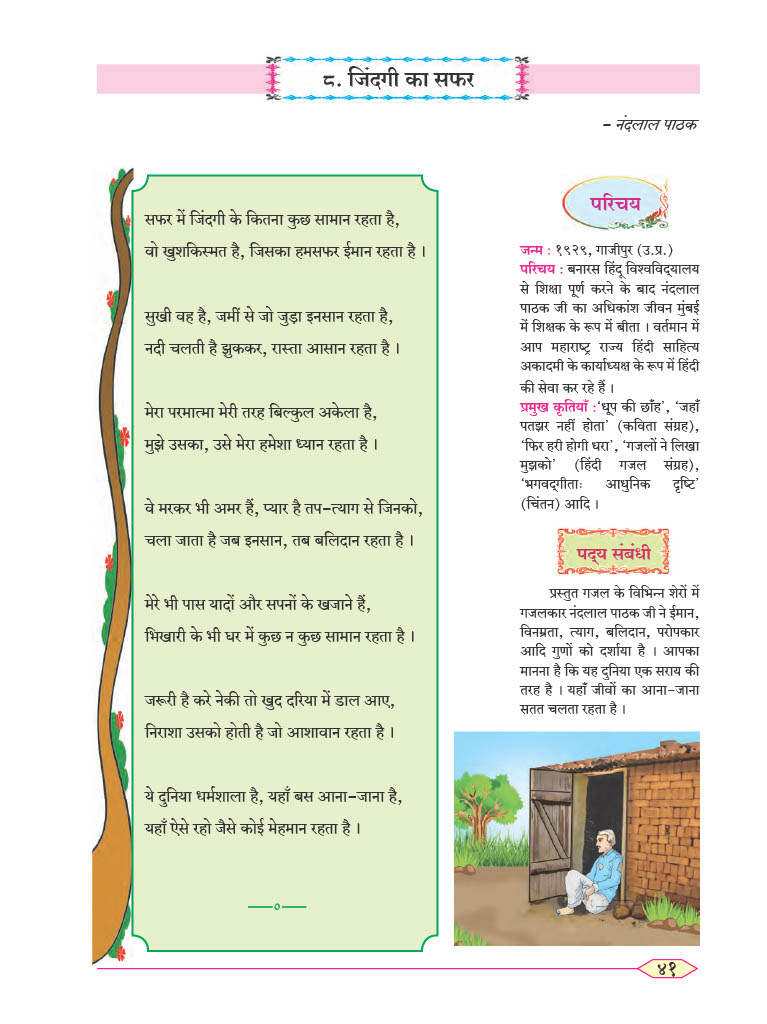 ८. जिंदगी का सफर
– नंदलाल पाठक
सफर में जिंदगी के कितना कुछ सामान रहता है,
वो खुशकिस्मत है, जिसका हमसफर ईमान रहता है ।
सुखी वह है, जमीं से जो जुड़ा इनसान रहता है,
नदी चलती है झुककर, रास्ता आसान रहता है ।
मेरा परमात्मा मेरी तरह बिल्कुल अकेला है,
मुझे उसका, उसे मेरा हमेशा ध्यान रहता है ।
वे मरकर भी अमर हैं, प्यार है तप-त्याग से जिनको,
चला जाता है जब इनसान, तब बलिदान रहता है ।
मेरे भी पास यादों और सपनों के खजाने हैं,
भिखारी के भी घर में कुछ न कुछ सामान रहता है ।
जरूरी है करे नेकी तो खुद दरिया में डाल आए,
निराशा उसको होती है जो आशावान रहता है ।
ये दुनिया धर्मशाला है, यहाँ बस आना-जाना है,
यहाँ ऐसे रहो जैसे कोई मेहमान रहता है ।
परिचय
जन्म : १९२९, गाजीपुर (उ.प्र.)
परिचय : बनारस हिंदू विश्वविद्यालय
से शिक्षा पूर्ण करने के बाद नंदलाल
पाठक जी का अधिकांश जीवन मुंबई
में शिक्षक के रूप में बीता । वर्तमान में
आप महाराष्ट्र राज्य हिंदी साहित्य
अकादमी के कार्याध्यक्ष के रूप में हिंदी
की सेवा कर रहे हैं ।
प्रमुख कृतियाँ :‘धूप की छाँह’, ‘जहाँ
पतझर नहीं होता’ (कविता संग्रह),
‘फिर हरी होगी धरा’, ‘गजलों ने लिखा
मुझको’ (हिंदी गजल संग्रह),
‘भगवद्गीताः आधुनिक दृष्टि’
(चिंतन) आदि ।
पद्य संबंधी
प्रस्तुत गजल के विभिन्न शेरों में
गजलकार नंदलाल पाठक जी ने ईमान,
विनम्रता, त्याग, बलिदान, परोपकार
आदि गुणों को दर्शाया है । आपका
मानना है कि यह दुनिया एक सराय की
तरह है । यहाँ जीवों का आना-जाना
सतत चलता रहता है ।
४१